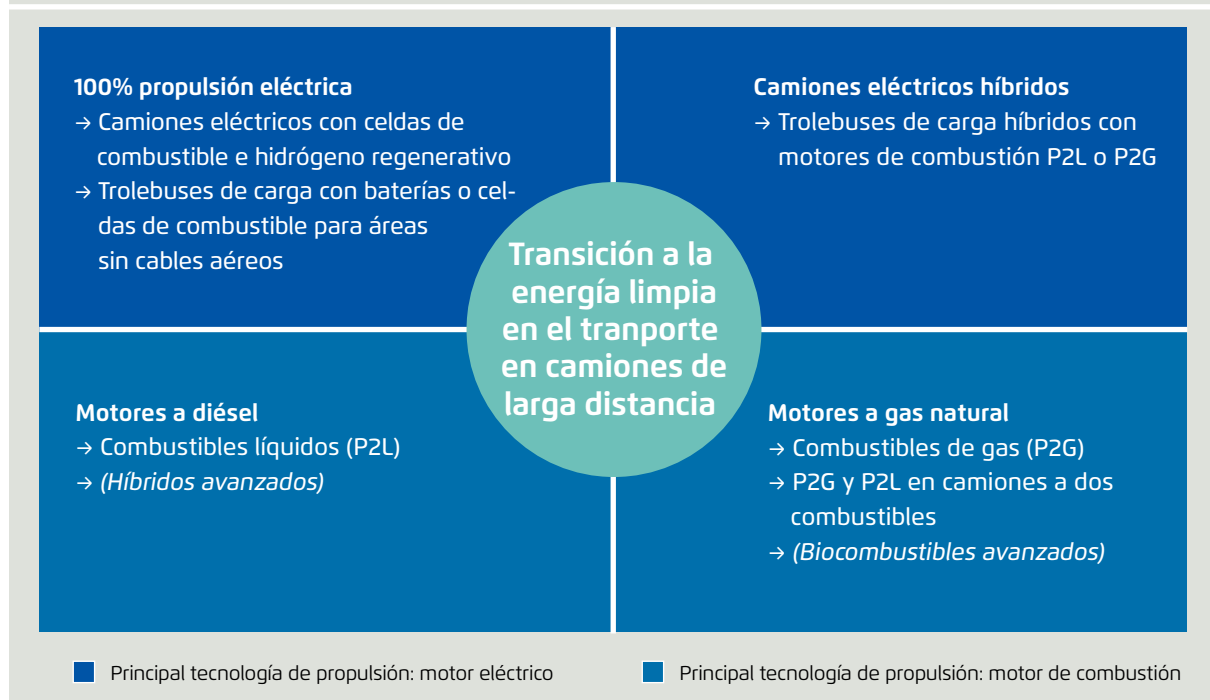 100% propulsión eléctrica
→ Camiones eléctricos con celdas de
combustible e hidrógeno regenerativo
→ Trolebuses de carga con baterías o cel-
das de combustible para áreas
sin cables aéreos
Camiones eléctricos híbridos
→ Trolebuses de carga híbridos con
motores de combustión P2L o P2G
Transición a la
energía limpia
en el tranporte
en camiones de
larga distancia
Motores a diésel
→ Combustibles líquidos (P2L)
→ (Híbridos avanzados)
Motores a gas natural
→ Combustibles de gas (P2G)
→ P2G y P2L en camiones a dos
combustibles
→ (Biocombustibles avanzados)
Principal tecnología de propulsión: motor eléctrico
Principal tecnología de propulsión: motor de combustión